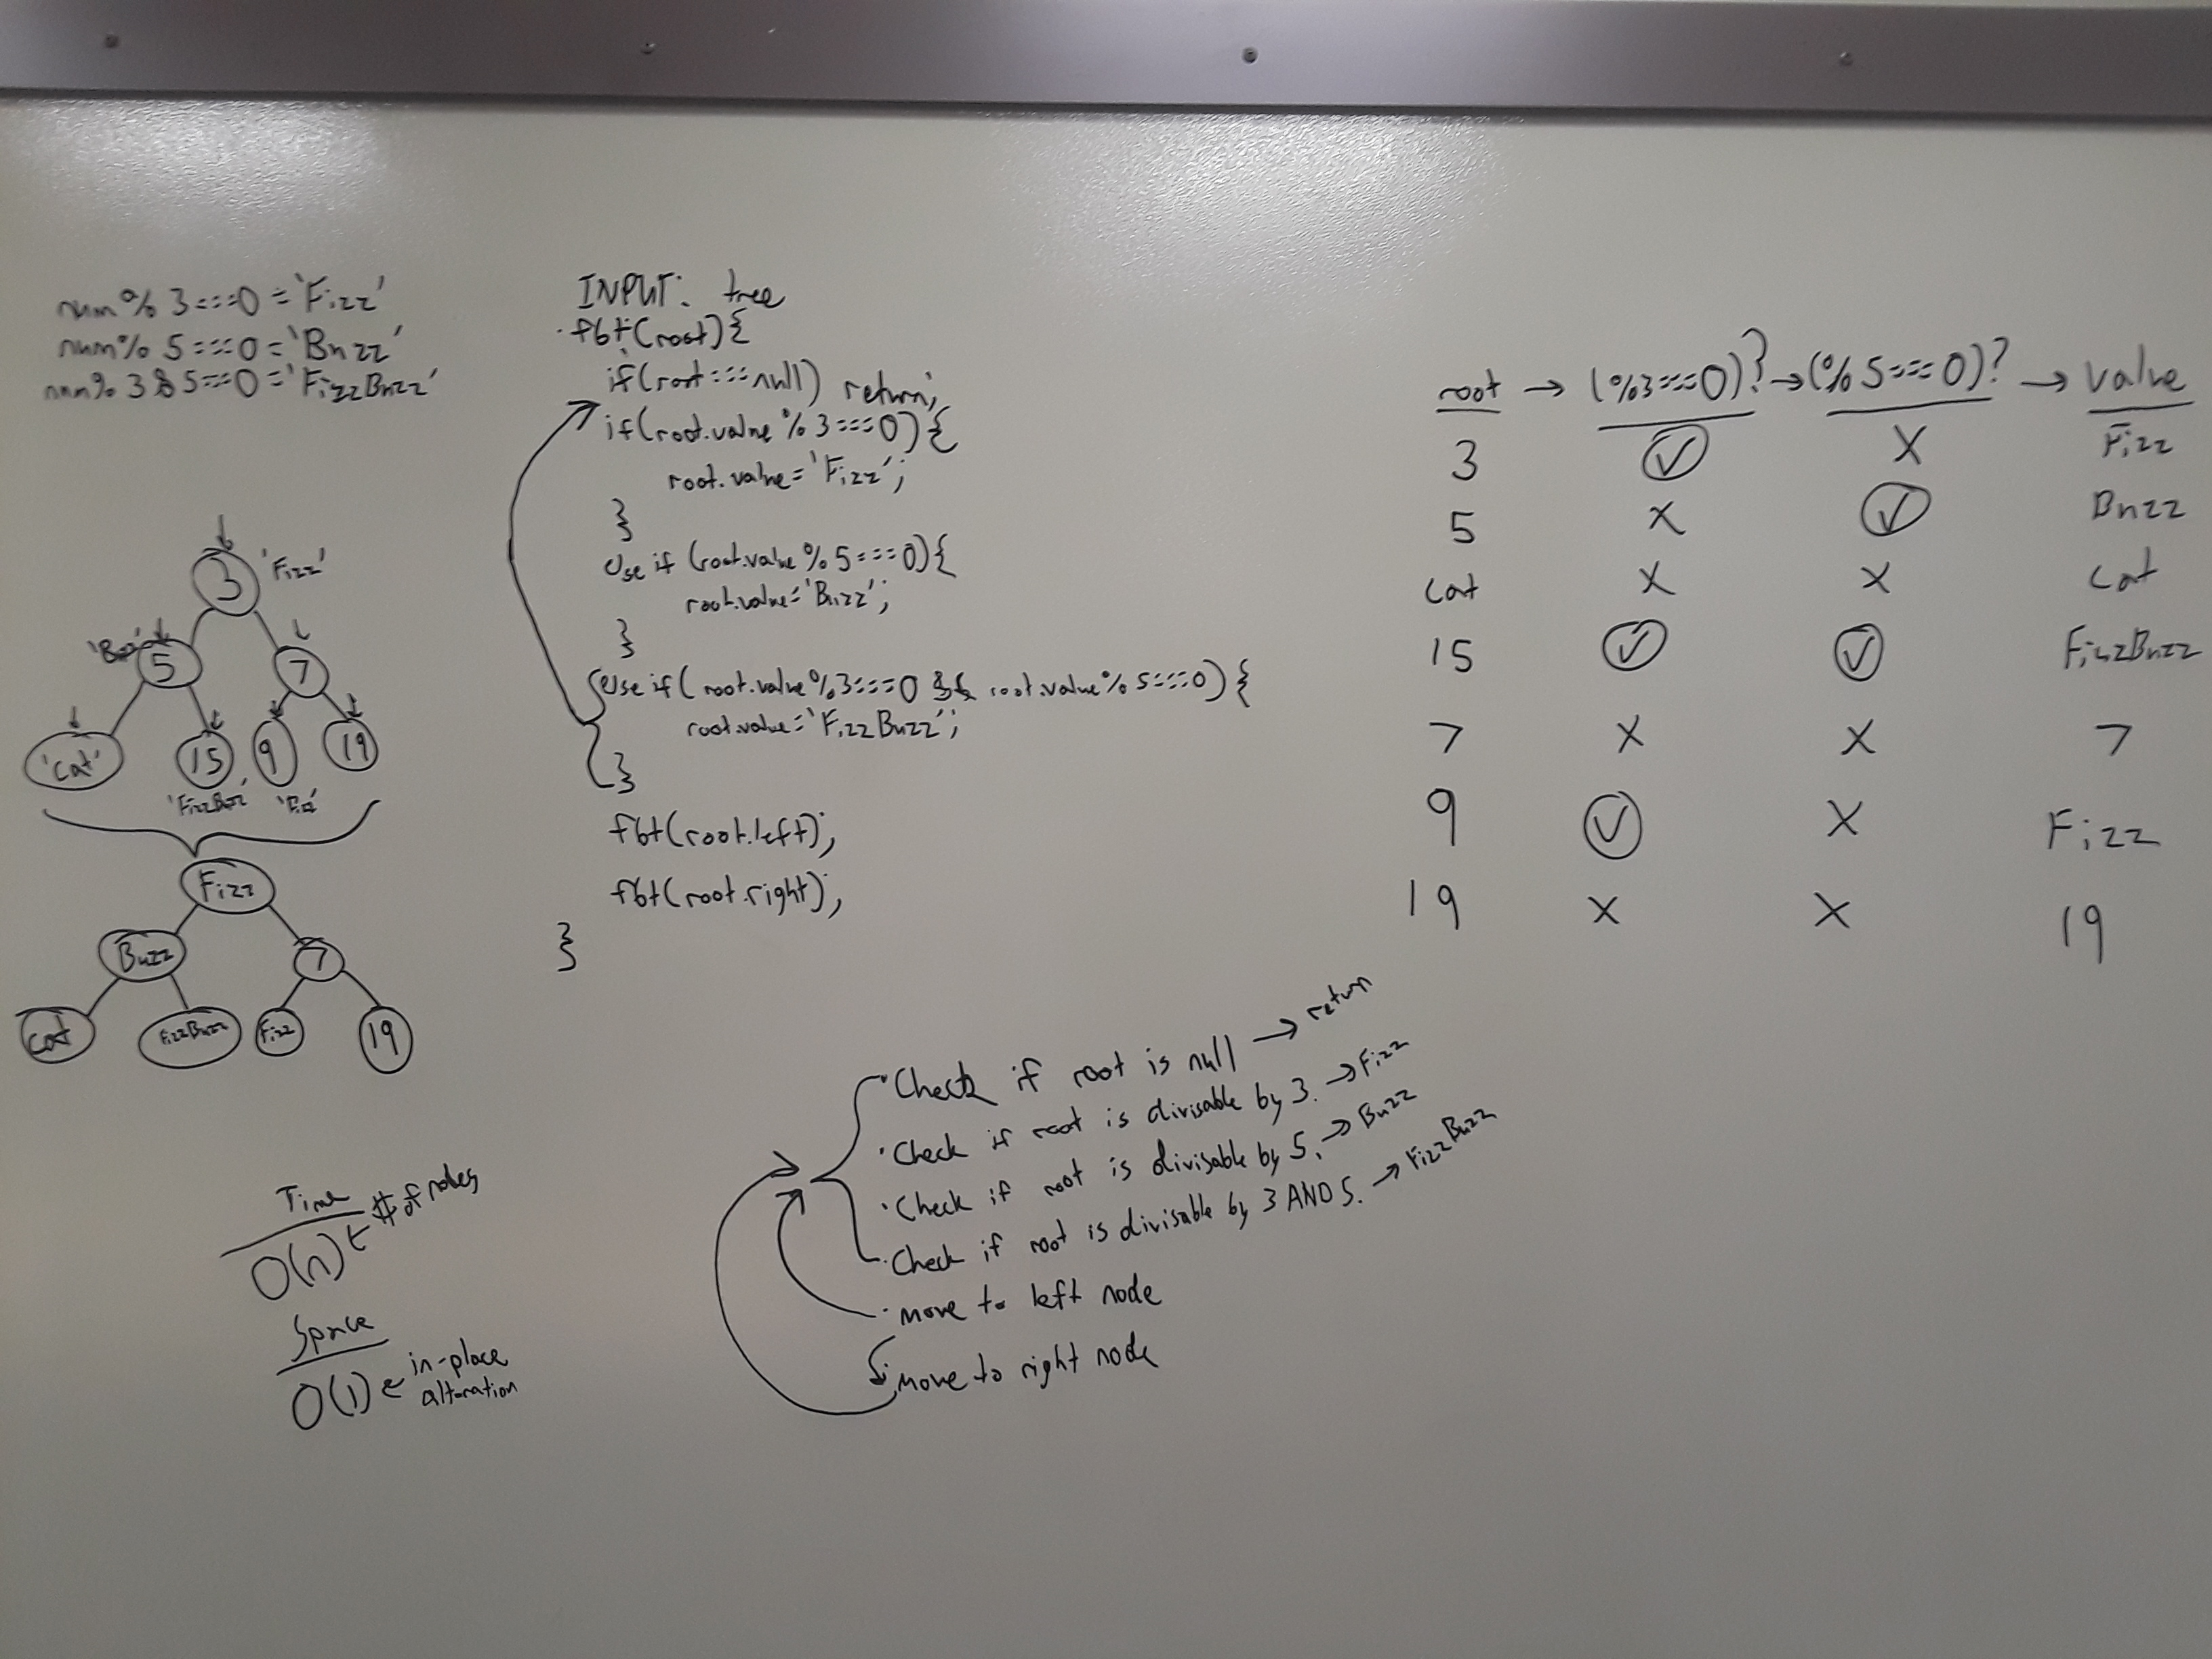 num % 3 === 0 = 'Fizz'
num % 5 === 0 = 'Buzz'
num % 3 & 5 === 0 = 'FizzBuzz'
3 'Fizz'
5 7
'cat' 15 9 19
'FizzBuzz' 'Fizz'
Fizz
Buzz 7
cat FizzBuzz Fizz 19
Time
O(n) ← # of nodes
Space
O(1) ← in-place
alteration
INPUT: tree
fbt(root){
if(root === null) return;
if(root.value % 3 === 0){
root.value = 'Fizz';
}
else if (root.value % 5 === 0){
root.value = 'Buzz';
}
else if( root.value % 3 === 0 && root.value % 5 === 0) {
root.value = 'FizzBuzz';
}
fbt(root.left);
fbt(root.right);
}
· Check if root is null → return
· Check if root is divisable by 3. → Fizz
· Check if root is divisable by 5. → Buzz
· Check if root is divisable by 3 AND 5. → FizzBuzz
· move to left node
· move to right node
root → (%3===0)? → (%5===0)? → value
3 ✓ X Fizz
5 X ✓ Buzz
cat X X cat
15 ✓ ✓ FizzBuzz
7 X X 7
9 ✓ X Fizz
19 X X 19